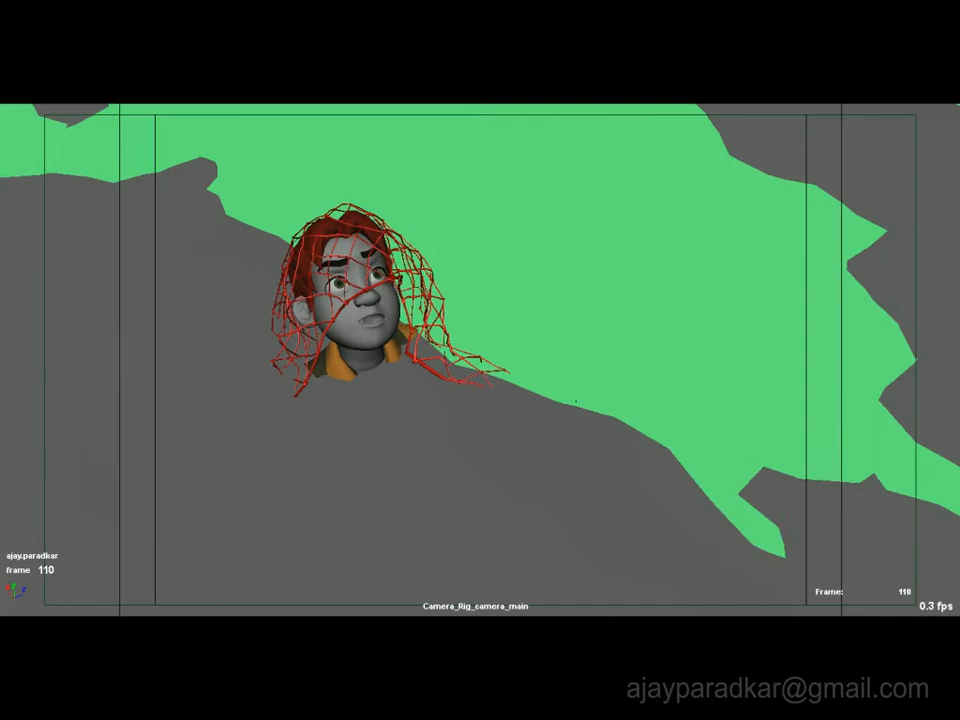 ajay.paradkar
frame 110
Camera_Rig_camera_main
Frame: 110
0.3 fps
ajayparadkar@gmail.com